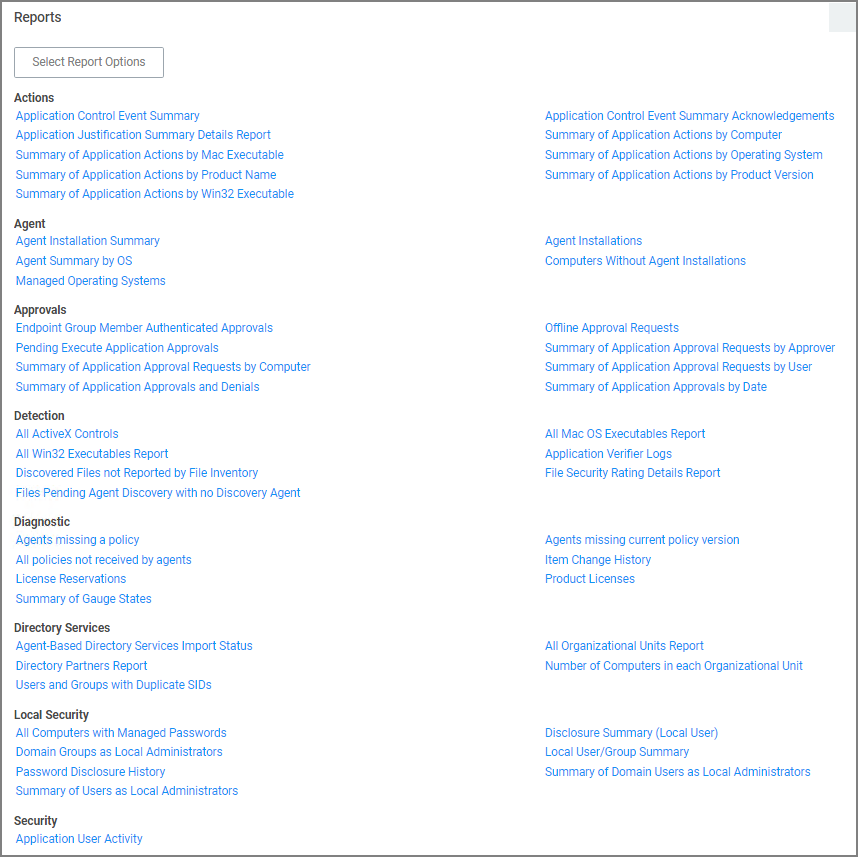 Reports
Select Report Options
Actions
Application Control Event Summary
Application Control Event Summary Acknowledgements
Application Justification Summary Details Report
Summary of Application Actions by Computer
Summary of Application Actions by Mac Executable
Summary of Application Actions by Operating System
Summary of Application Actions by Product Name
Summary of Application Actions by Product Version
Summary of Application Actions by Win32 Executable
Agent
Agent Installation Summary
Agent Installations
Agent Summary by OS
Computers Without Agent Installations
Managed Operating Systems
Approvals
Endpoint Group Member Authenticated Approvals
Offline Approval Requests
Pending Execute Application Approvals
Summary of Application Approval Requests by Approver
Summary of Application Approval Requests by Computer
Summary of Application Approval Requests by User
Summary of Application Approvals and Denials
Summary of Application Approvals by Date
Detection
All ActiveX Controls
All Mac OS Executables Report
All Win32 Executables Report
Application Verifier Logs
Discovered Files not Reported by File Inventory
File Security Rating Details Report
Files Pending Agent Discovery with no Discovery Agent
Diagnostic
Agents missing a policy
Agents missing current policy version
All policies not received by agents
Item Change History
License Reservations
Product Licenses
Summary of Gauge States
Directory Services
Agent-Based Directory Services Import Status
All Organizational Units Report
Directory Partners Report
Number of Computers in each Organizational Unit
Users and Groups with Duplicate SIDs
Local Security
All Computers with Managed Passwords
Disclosure Summary (Local User)
Domain Groups as Local Administrators
Local User/Group Summary
Password Disclosure History
Summary of Domain Users as Local Administrators
Summary of Users as Local Administrators
Security
Application User Activity